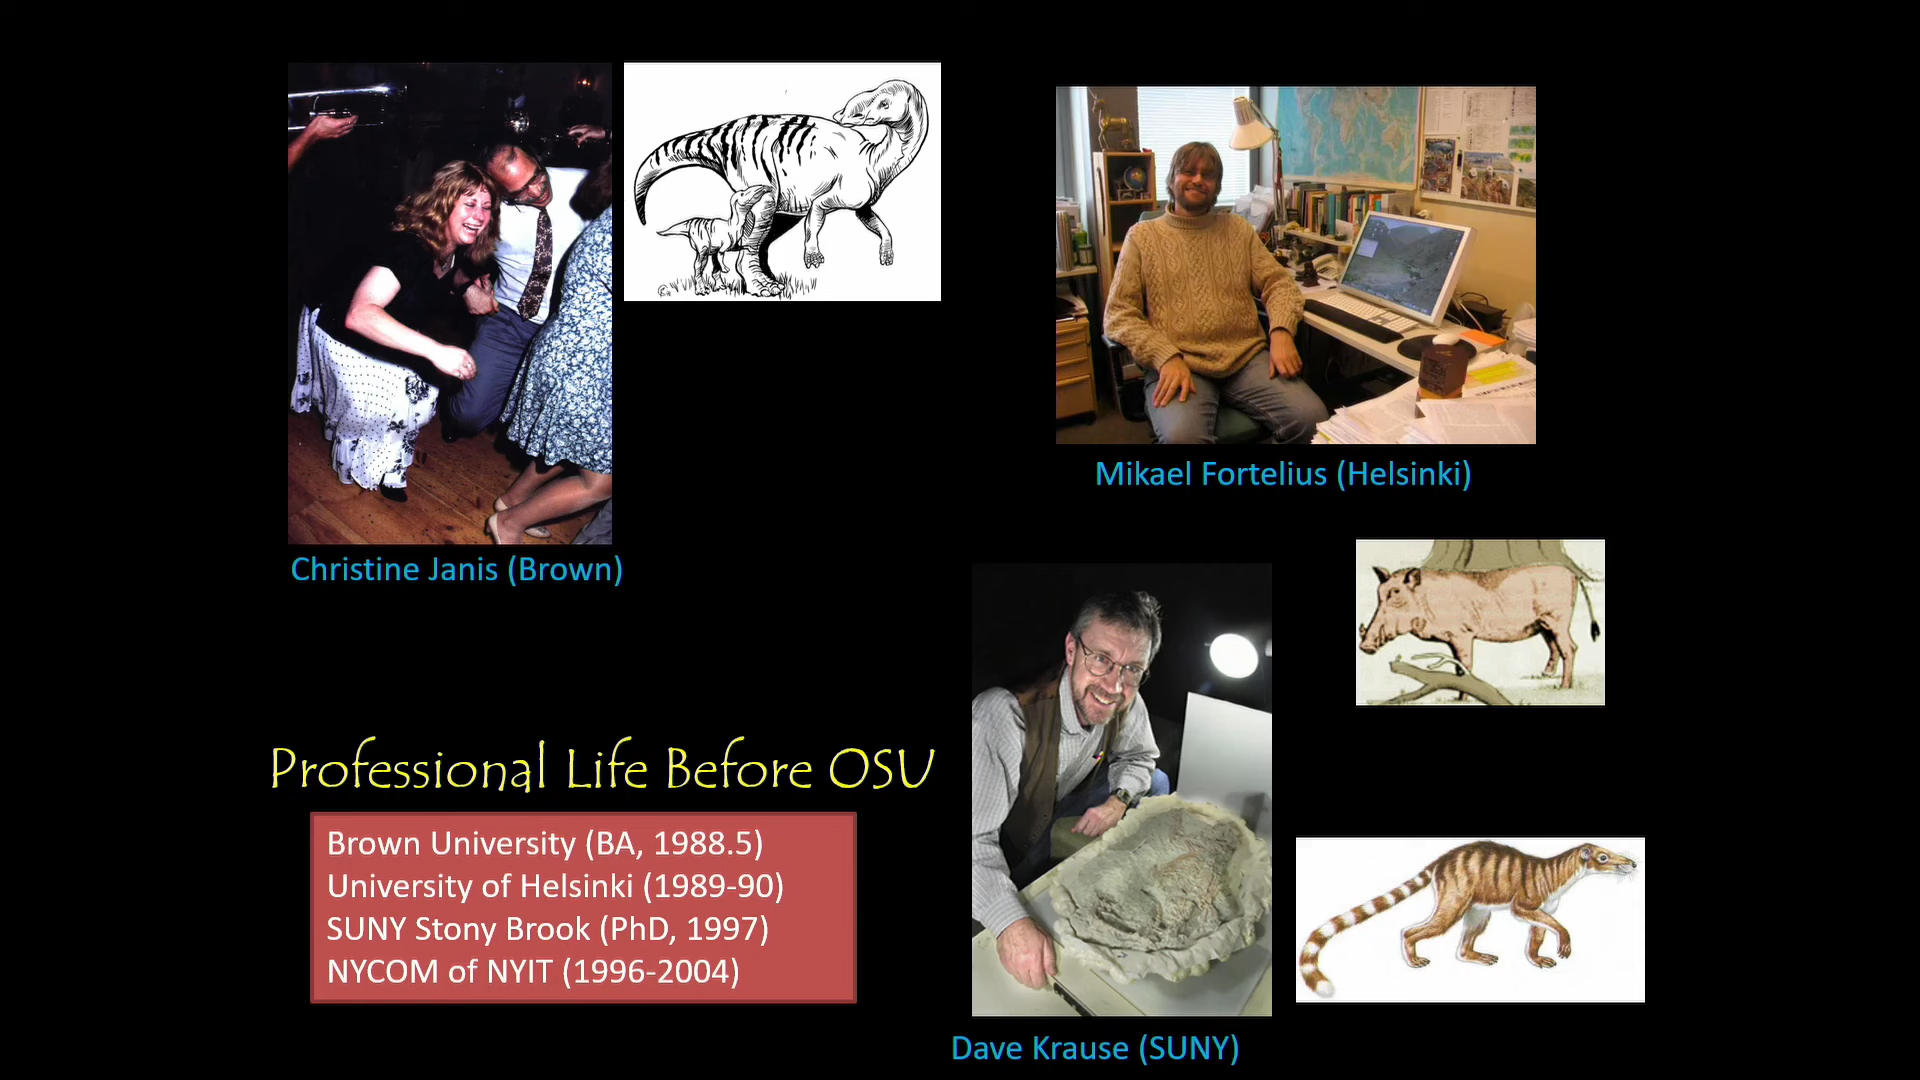 Christine Janis (Brown)
Mikael Fortelius (Helsinki)
Professional Life Before OSU
Brown University (BA, 1988.5)
University of Helsinki (1989-90)
SUNY Stony Brook (PhD, 1997)
NYCOM of NYIT (1996-2004)
Dave Krause (SUNY)